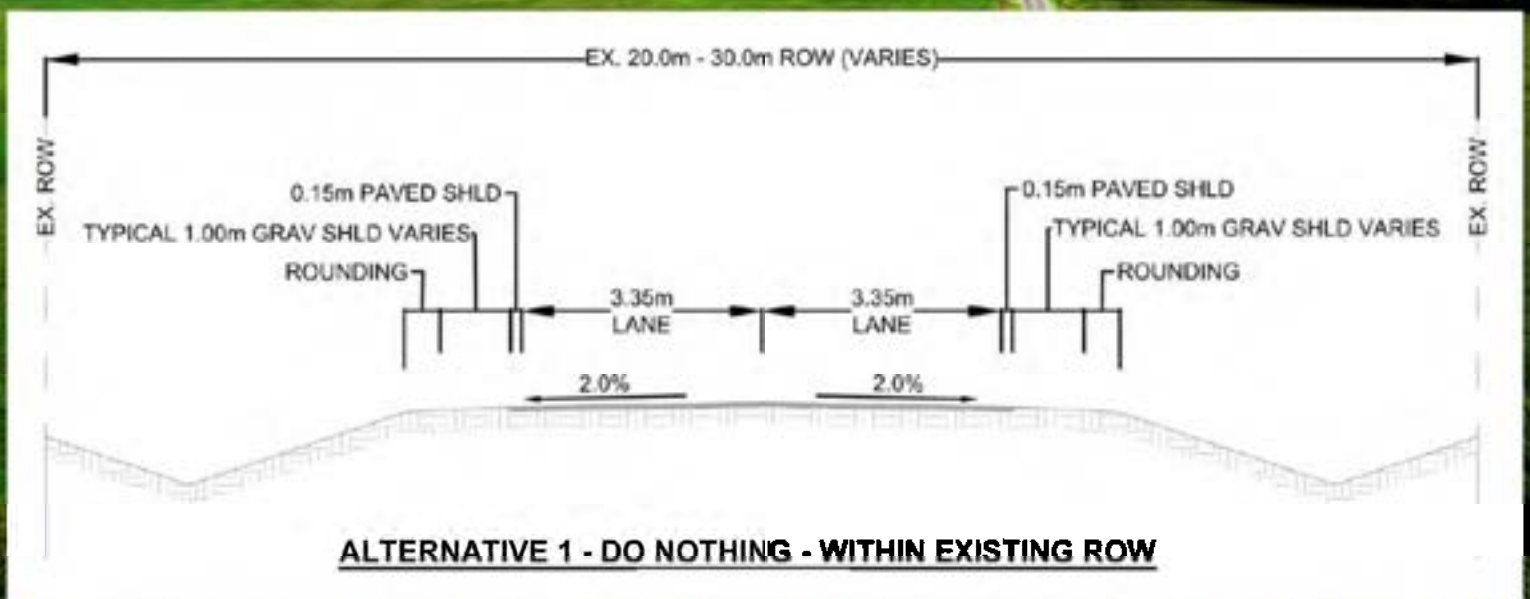 EX. 20.0m - 30.0m ROW (VARIES)
EX. ROW
EX. ROW
0.15m PAVED SHLD
0.15m PAVED SHLD
TYPICAL 1.00m GRAV SHLD VARIES
TYPICAL 1.00m GRAV SHLD VARIES
ROUNDING
ROUNDING
3.35m
LANE
3.35m
LANE
2.0%
2.0%
ALTERNATIVE 1 - DO NOTHING - WITHIN EXISTING ROW